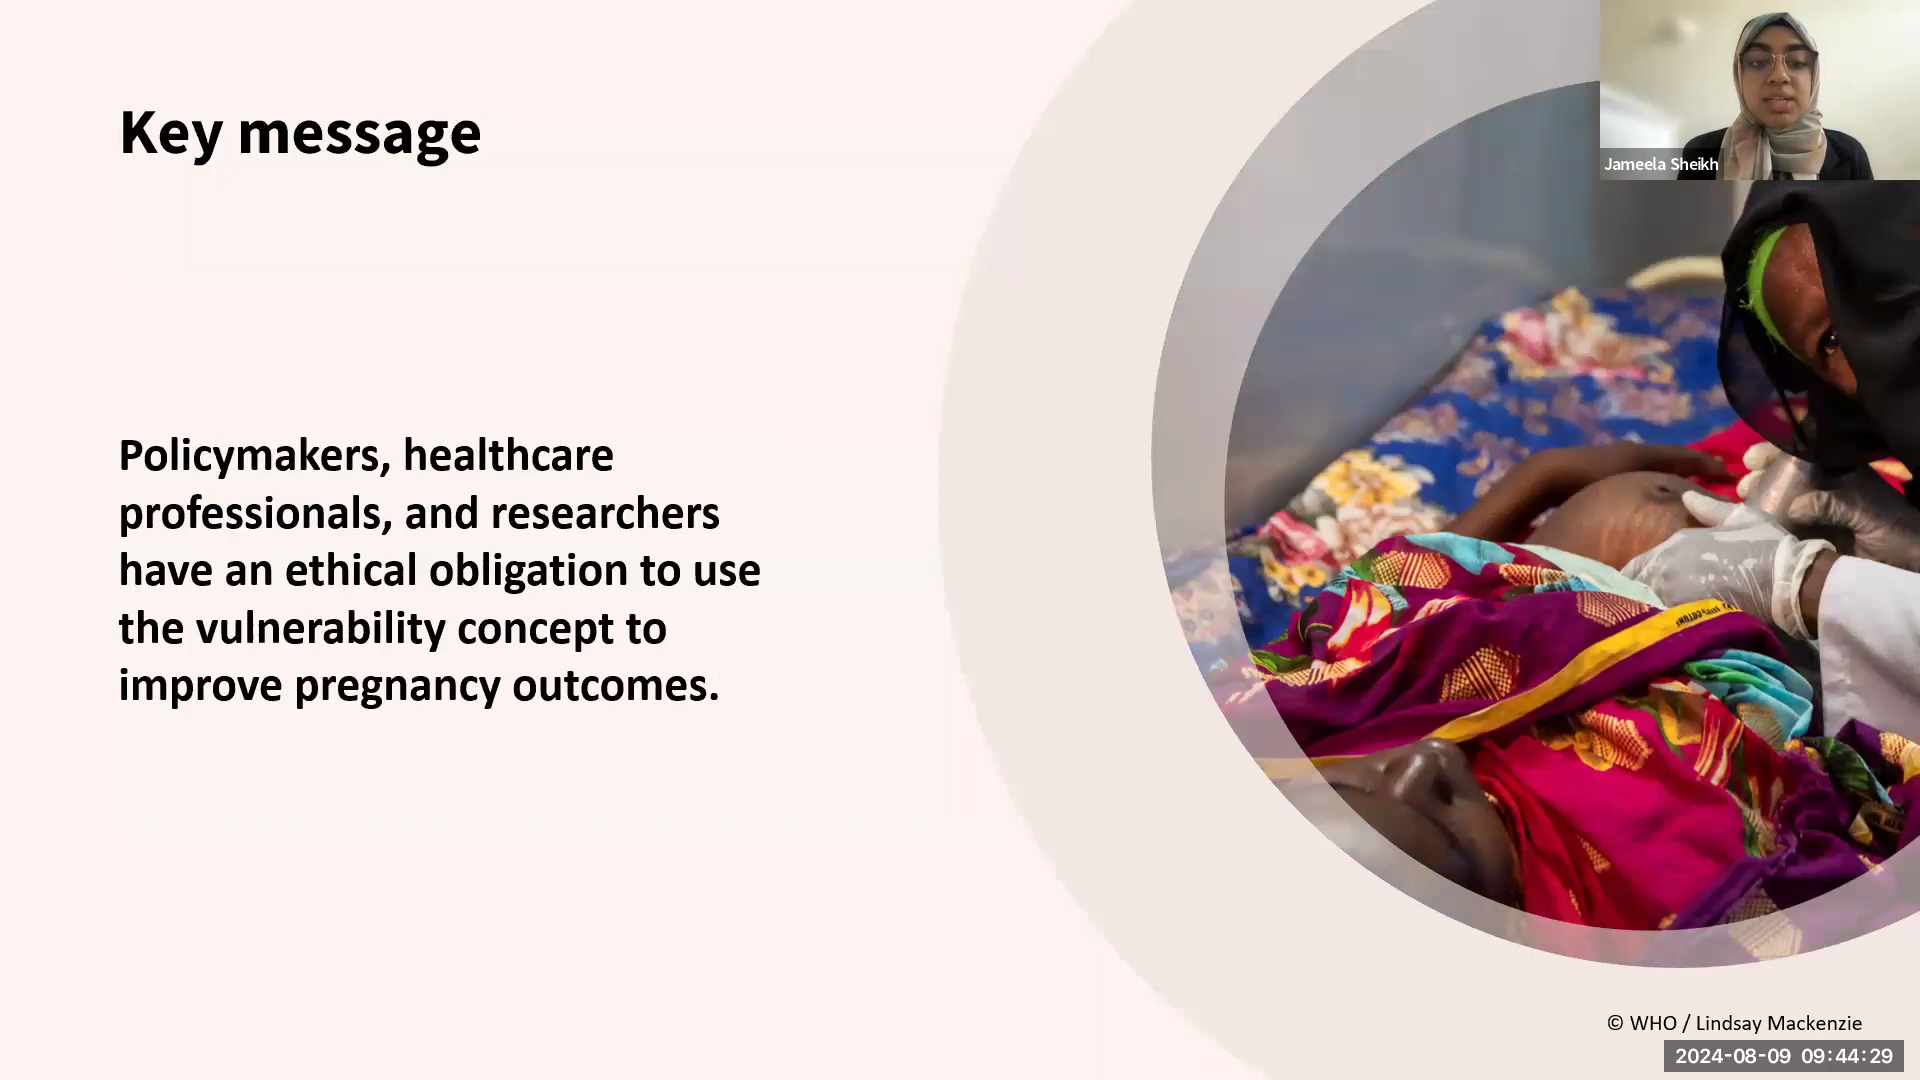 Key message
Jameela Sheikh
Policymakers, healthcare
professionals, and researchers
have an ethical obligation to use
the vulnerability concept to
improve pregnancy outcomes.
© WHO / Lindsay Mackenzie
2024-08-09 09:44:29